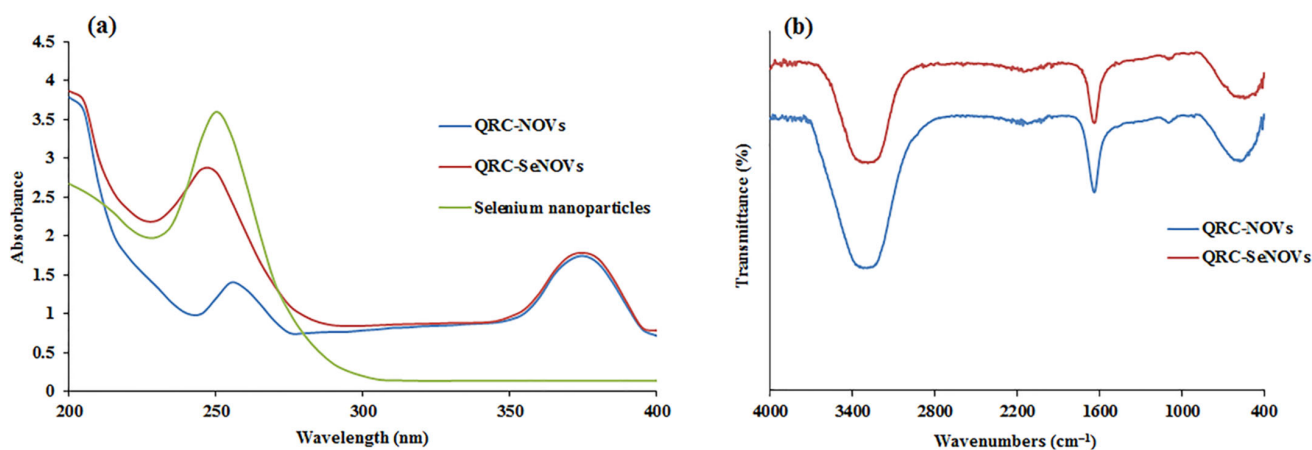 (a)
4.5
4
3.5
3
2.5
2
1.5
1
0.5
0
Absorbance
200
250
300
350
400
Wavelength (nm)
QRC-NOVs
QRC-SeNOVs
Selenium nanoparticles
(b)
Transmittance (%)
4000
3400
2800
2200
1600
1000
400
Wavenumbers (cm⁻¹)
QRC-NOVs
QRC-SeNOVs